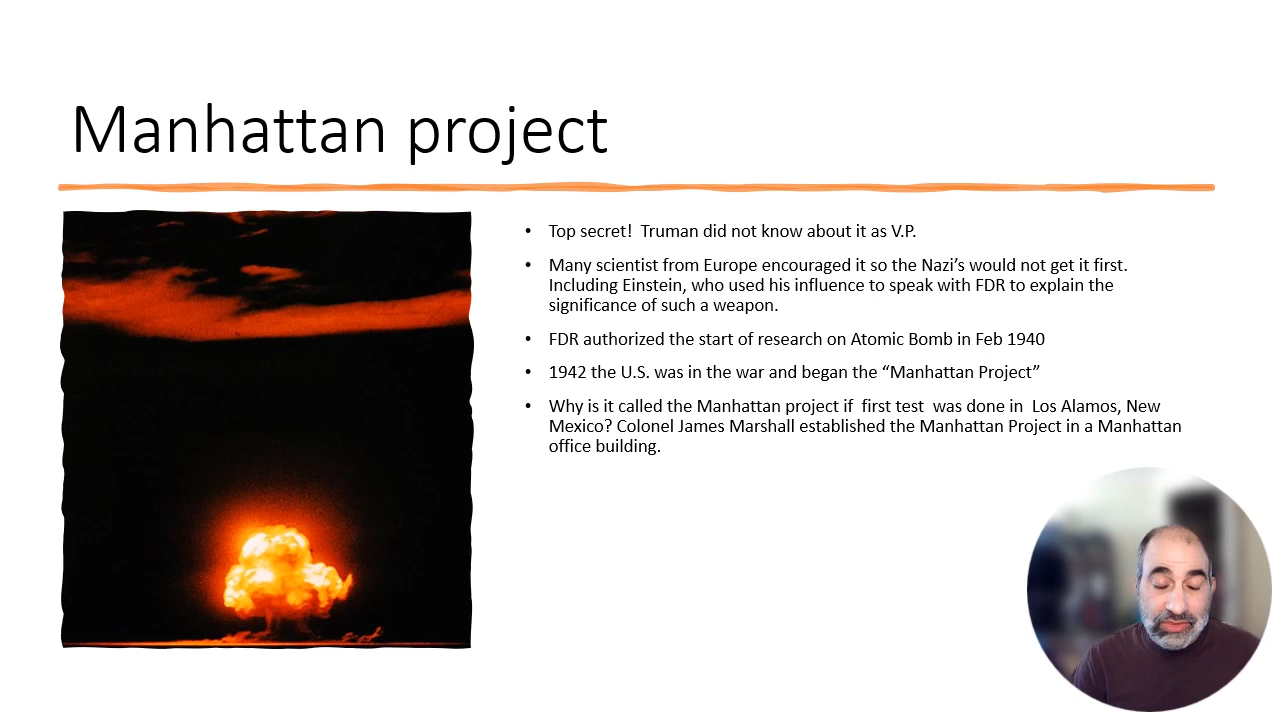 Manhattan project
• Top secret!  Truman did not know about it as V.P.
• Many scientist from Europe encouraged it so the Nazi’s would not get it first.
Including Einstein, who used his influence to speak with FDR to explain the
significance of such a weapon.
• FDR authorized the start of research on Atomic Bomb in Feb 1940
• 1942 the U.S. was in the war and began the “Manhattan Project”
• Why is it called the Manhattan project if  first test  was done in  Los Alamos, New
Mexico? Colonel James Marshall established the Manhattan Project in a Manhattan
office building.